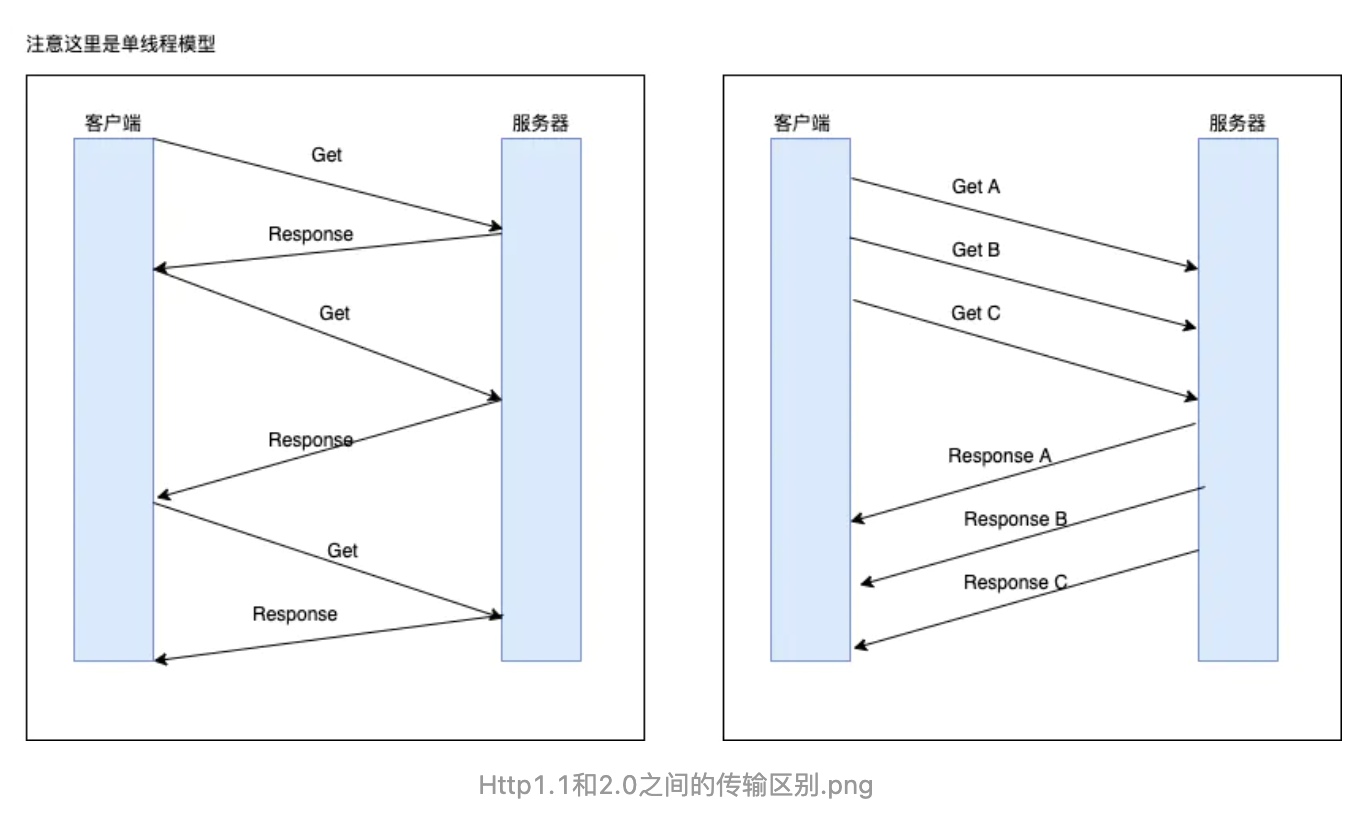 注意这里是单线程模型
客户端
服务器
Get
Response
Get
Response
Get
Response
客户端
服务器
Get A
Get B
Get C
Response A
Response B
Response C
Http1.1和2.0之间的传输区别.png